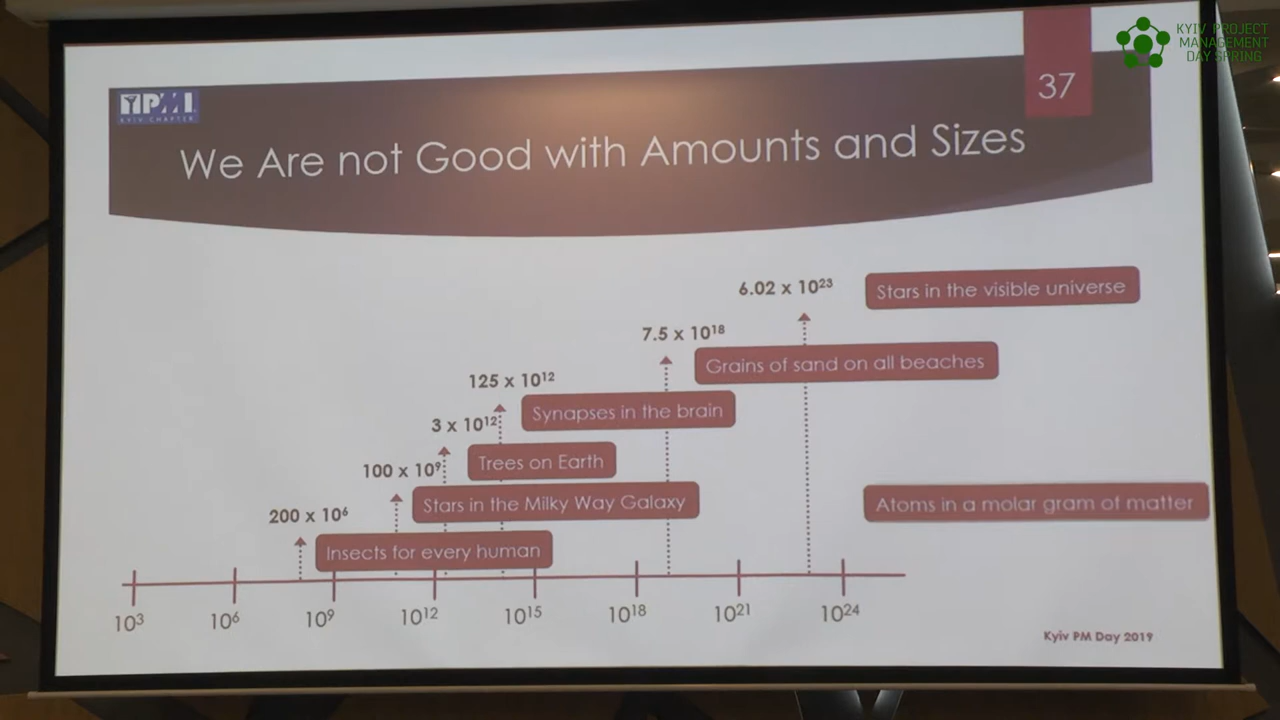 KYIV PROJECT
MANAGEMENT
DAY SPRING
37
PMI
KYIV CHAPTER
We Are not Good with Amounts and Sizes
6.02 x 10²³
Stars in the visible universe
7.5 x 10¹⁸
Grains of sand on all beaches
125 x 10¹²
Synapses in the brain
3 x 10¹²
Trees on Earth
100 x 10⁹
Stars in the Milky Way Galaxy
Atoms in a molar gram of matter
200 x 10⁶
Insects for every human
10³ 10⁶ 10⁹ 10¹² 10¹⁵ 10¹⁸ 10²¹ 10²⁴
Kyiv PM Day 2019